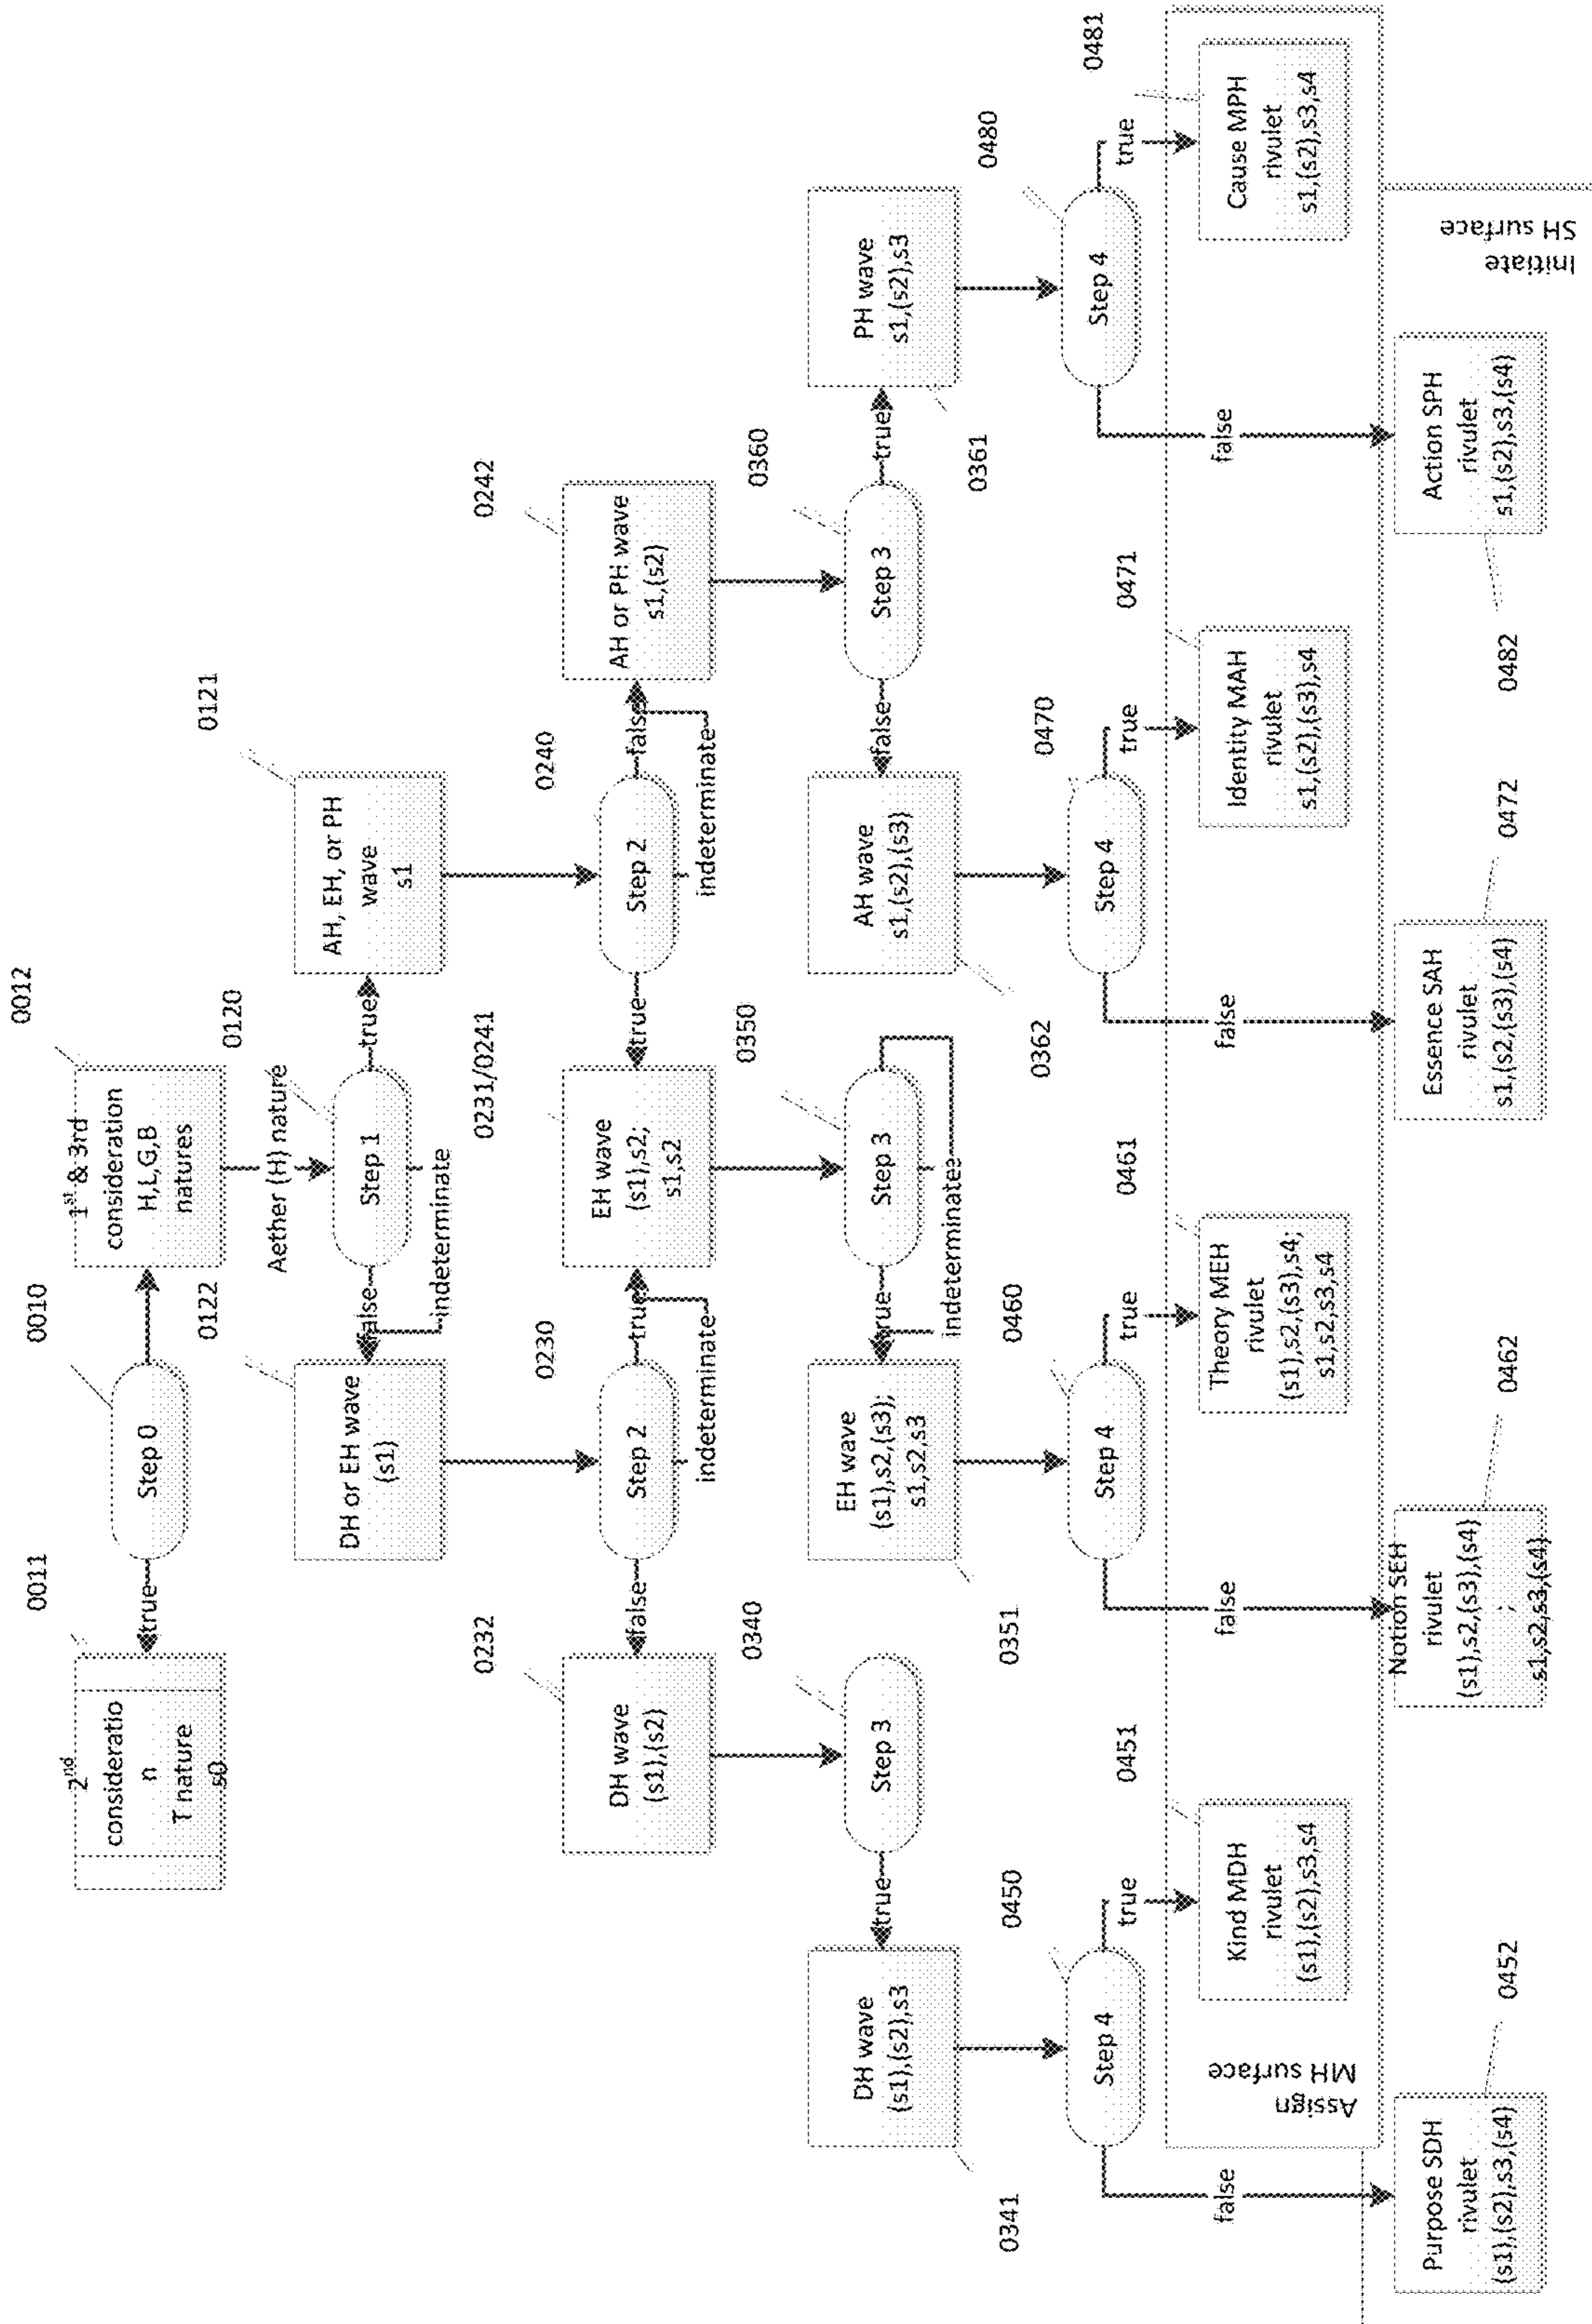 0011
0010
0012
2nd
consideratio
n
T nature
s0
true
Step 0
1st & 3rd
consideration
H,L,G,B
natures
Aether (H) nature
0122
0120
0121
DH or EH wave
{s1}
false
Step 1
true
indeterminate
AH, EH, or PH
wave
s1
0232
0230
0231/0241
0240
0242
DH wave
{s1},{s2}
false
Step 2
true
indeterminate
EH wave
{s1},s2;
s1,s2
true
Step 2
false
indeterminate
AH or PH wave
s1,{s2}
0340
0350
0360
DH wave
{s1},{s2},s3
true
Step 3
EH wave
{s1},s2,{s3};
s1,s2,s3
true
Step 3
indeterminates
AH wave
s1,{s2},{s3}
false
Step 3
true
PH wave
s1,{s2},s3
0341
0351
0362
0361
0450
0460
0470
0480
Step 4
Step 4
Step 4
Step 4
true
true
true
true
0451
0461
0471
0481
Assign
MH surface
Kind MDH
rivulet
{s1},{s2},s3,s4
Theory MEH
rivulet
{s1},s2,{s3},s4;
s1,s2,s3,s4
Identity MAH
rivulet
s1,{s2},{s3},s4
Cause MPH
rivulet
s1,{s2},s3,s4
false
false
false
false
Purpose SDH
rivulet
{s1},{s2},s3,{s4}
Notion SEH
rivulet
{s1},s2,{s3},{s4}
;
s1,s2,s3,{s4}
Essence SAH
rivulet
s1,{s2,{s3},{s4}
Action SPH
rivulet
s1,{s2},s3,{s4}
Initiate
SH surface
0452
0462
0472
0482